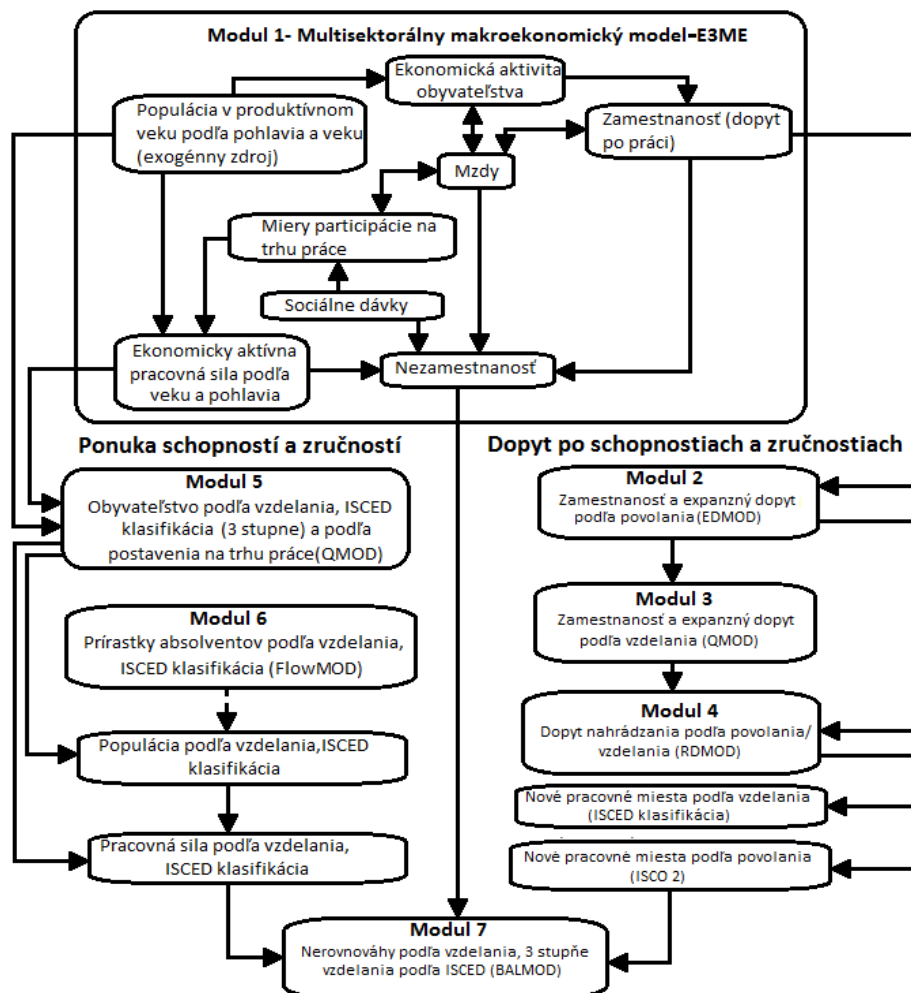 Modul 1- Multisektorálny makroekonomický model-E3ME
Ekonomická aktivita
obyvateľstva
Populácia v produktívnom
veku podľa pohlavia a veku
(exogénny zdroj)
Zamestnanosť (dopyt
po práci)
Mzdy
Miery participácie na
trhu práce
Sociálne dávky
Ekonomicky aktívna
pracovná sila podľa
veku a pohlavia
Nezamestnanosť
Ponuka schopností a zručností
Modul 5
Obyvateľstvo podľa vzdelania, ISCED
klasifikácia (3 stupne) a podľa
postavenia na trhu práce(QMOD)
Modul 6
Prírastky absolventov podľa vzdelania,
ISCED klasifikácia (FlowMOD)
Populácia podľa vzdelania,ISCED
klasifikácia
Pracovná sila podľa vzdelania,
ISCED klasifikácia
Dopyt po schopnostiach a zručnostiach
Modul 2
Zamestnanosť a expanzný dopyt
podľa povolania (EDMOD)
Modul 3
Zamestnanosť a expanzný dopyt
podľa vzdelania (QMOD)
Modul 4
Dopyt nahrádzania podľa povolania/
vzdelania (RDMOD)
Nové pracovné miesta podľa vzdelania
(ISCED klasifikácia)
Nové pracovné miesta podľa povolania
(ISCO 2)
Modul 7
Nerovnováhy podľa vzdelania, 3 stupňe
vzdelania podľa ISCED (BALMOD)